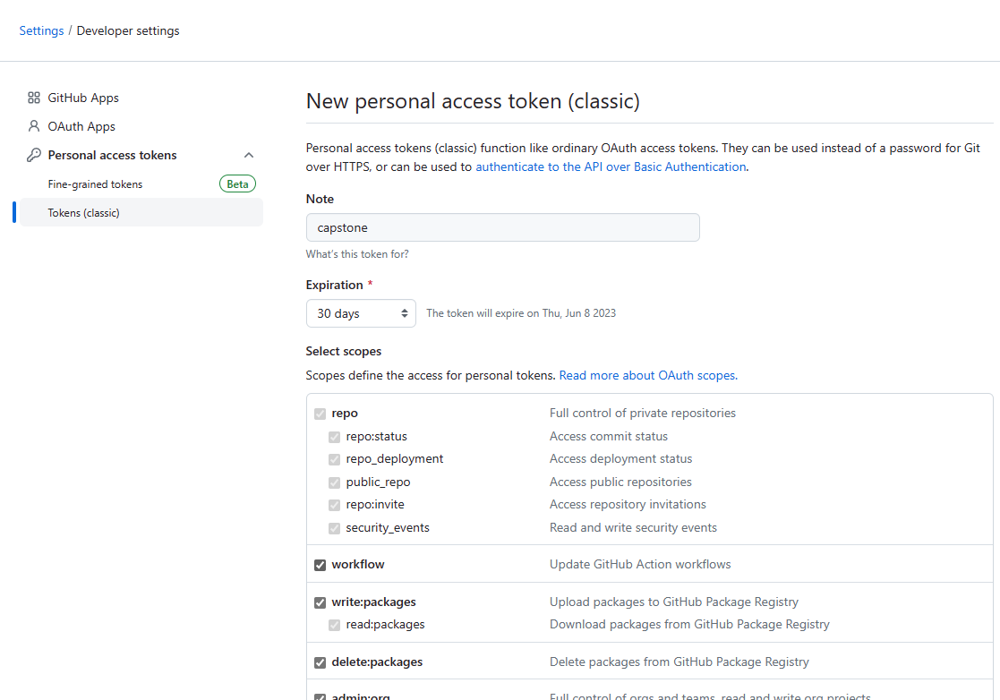 Settings / Developer settings
GitHub Apps
OAuth Apps
Personal access tokens
Fine-grained tokens Beta
Tokens (classic)
New personal access token (classic)
Personal access tokens (classic) function like ordinary OAuth access tokens. They can be used instead of a password for Git
over HTTPS, or can be used to authenticate to the API over Basic Authentication.
Note
capstone
What's this token for?
Expiration *
30 days The token will expire on Thu, Jun 8 2023
Select scopes
Scopes define the access for personal tokens. Read more about OAuth scopes.
repo Full control of private repositories
repo:status Access commit status
repo_deployment Access deployment status
public_repo Access public repositories
repo:invite Access repository invitations
security_events Read and write security events
workflow Update GitHub Action workflows
write:packages Upload packages to GitHub Package Registry
read:packages Download packages from GitHub Package Registry
delete:packages Delete packages from GitHub Package Registry
admin:org Full control of orgs and teams, read and write org projects